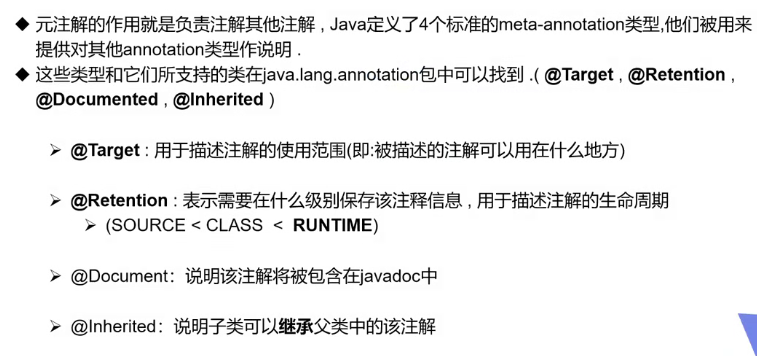 ◆ 元注解的作用就是负责注解其他注解 , Java定义了4个标准的meta-annotation类型,他们被用来
提供对其他annotation类型作说明 .
◆ 这些类型和它们所支持的类在java.lang.annotation包中可以找到 .( @Target , @Retention ,
@Documented , @Inherited )
➢ @Target : 用于描述注解的使用范围(即:被描述的注解可以用在什么地方)
➢ @Retention : 表示需要在什么级别保存该注释信息 , 用于描述注解的生命周期
➢ (SOURCE < CLASS < RUNTIME)
➢ @Document：说明该注解将被包含在javadoc中
➢ @Inherited：说明子类可以继承父类中的该注解